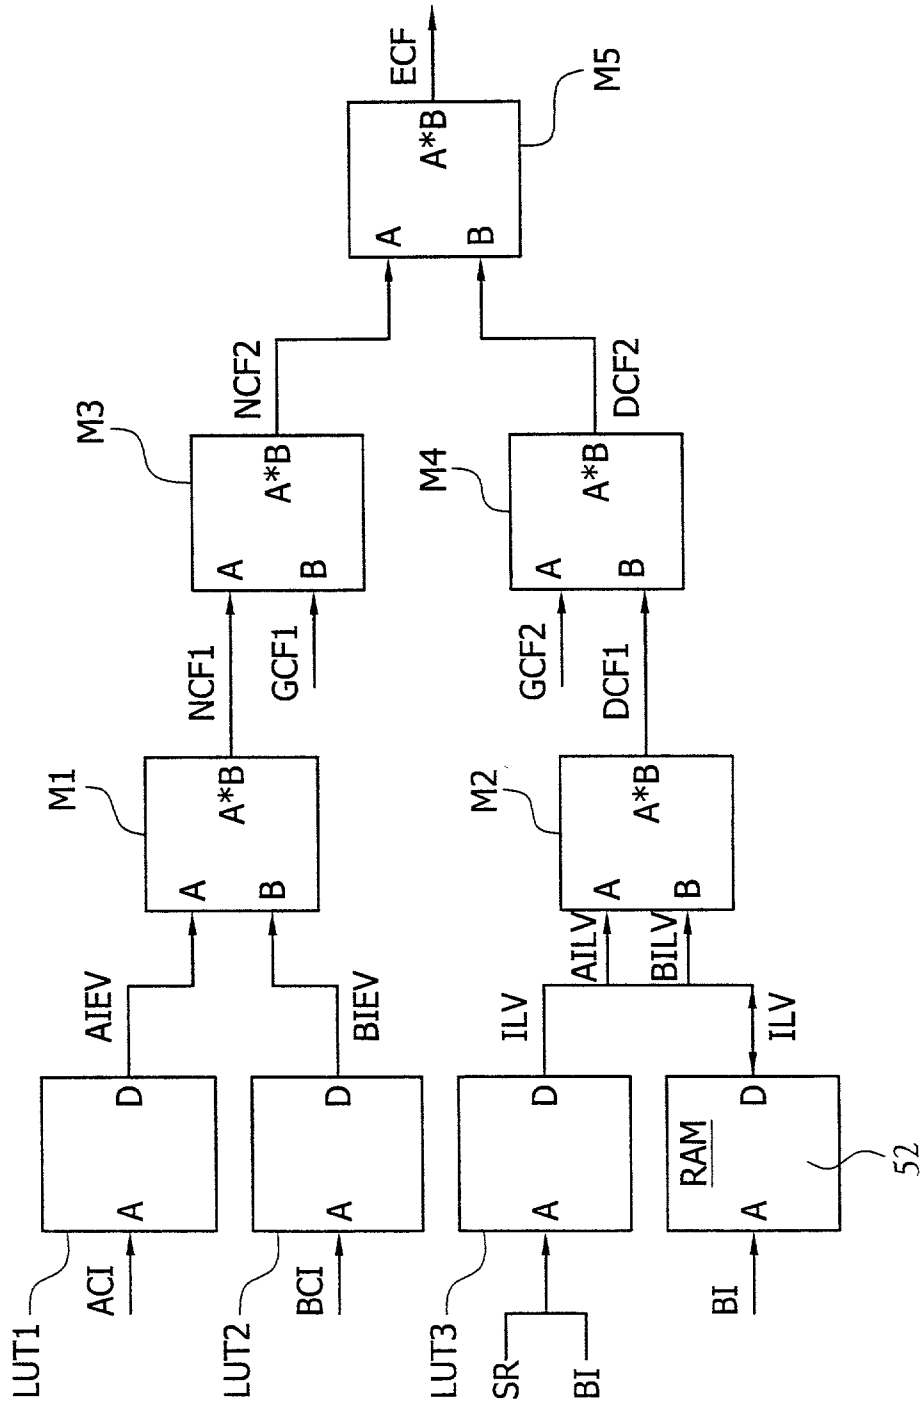 LUT1
ACI
A
D
AIEV
LUT2
BCI
A
D
BIEV
M1
A
B
A*B
NCF1
GCF1
M3
A
B
A*B
NCF2
LUT3
SR
BI
A
D
ILV
BI
RAM
A
D
52
ILV
AILV
BILV
M2
A
B
A*B
DCF1
GCF2
M4
A
B
A*B
DCF2
A
B
A*B
M5
ECF